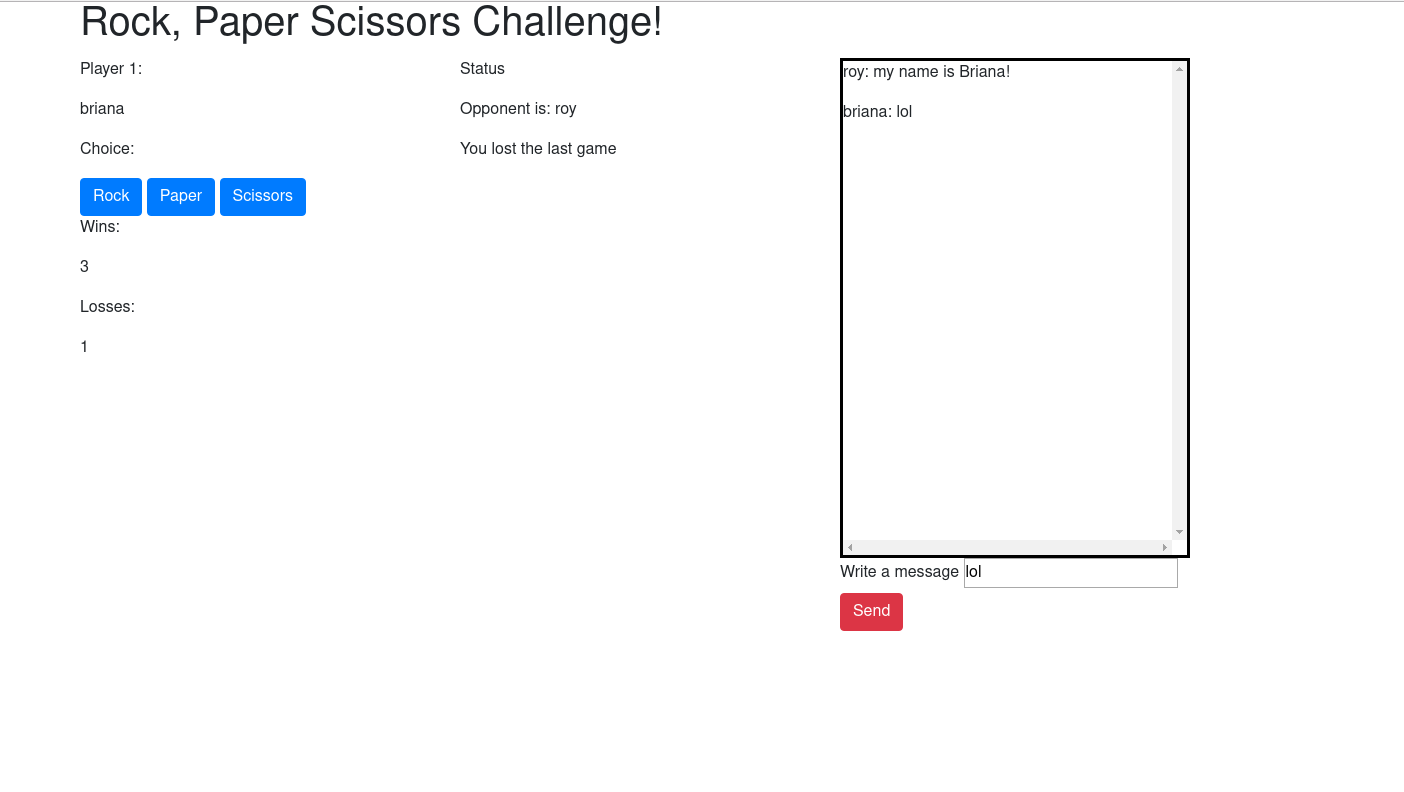 Rock, Paper Scissors Challenge!
Player 1:
briana
Choice:
Rock Paper Scissors
Wins:
3
Losses:
1
Status
Opponent is: roy
You lost the last game
roy: my name is Briana!
briana: lol
Write a message lol
Send